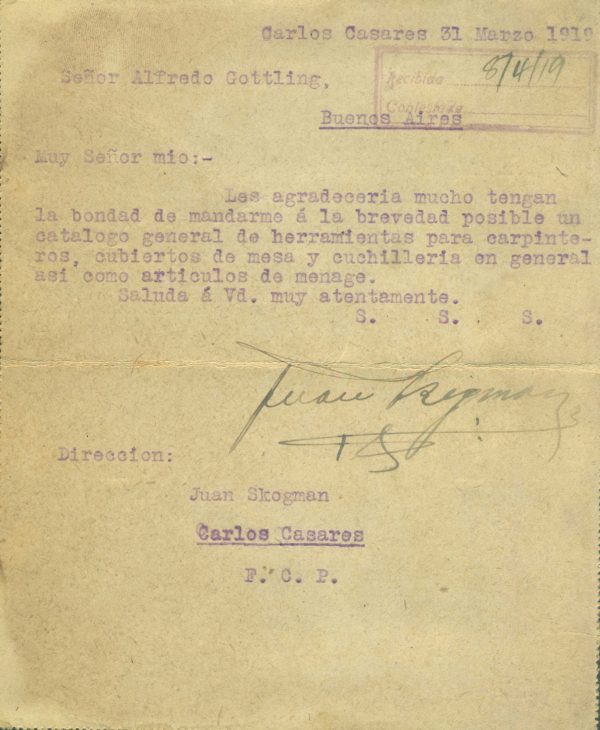 Carlos Casares 31 Marzo 1919
Señor Alfredo Gottling,
Recibida 8/4/19
Contestada
Buenos Aires
Muy Señor mio:-
Les agradeceria mucho tengan
la bondad de mandarme á la brevedad posible un
catalogo general de herramientas para carpinte-
ros, cubiertos de mesa y cuchilleria en general
asi como articulos de menage.
Saluda á Vd. muy atentamente.
S. S. S.
Juan Skogman
Direccion:
Juan Skogman
Carlos Casares
F. C. P.